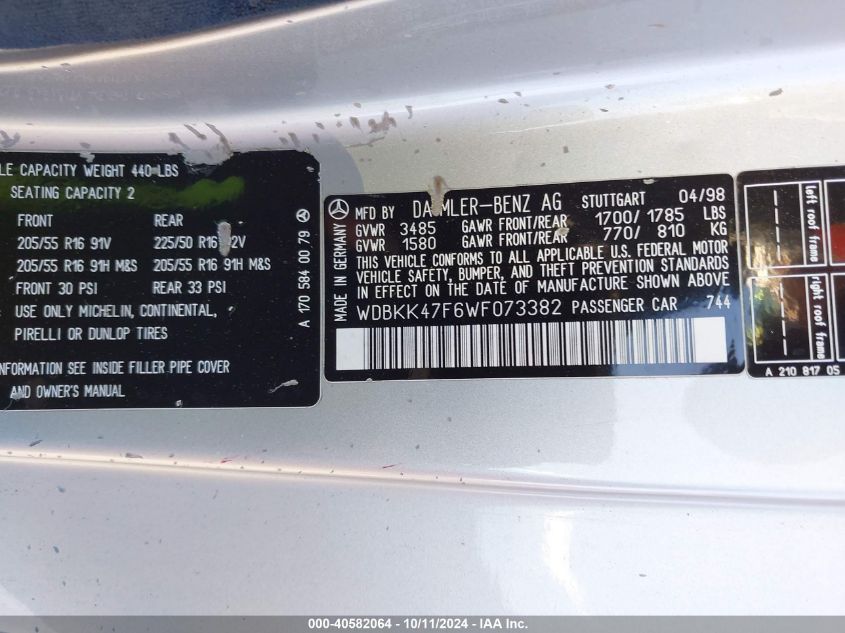 CAPACITY WEIGHT 440 LBS
SEATING CAPACITY 2
FRONT REAR
205/55 R16 91V 225/50 R16
205/55 R16 91H M&S 205/55 R16 91H M&S
FRONT 30 PSI REAR 33 PSI
USE ONLY MICHELIN, CONTINENTAL,
PIRELLI OR DUNLOP TIRES
INFORMATION SEE INSIDE FILLER PIPE COVER
AND OWNER'S MANUAL
A 170 584 00 79
MADE IN GERMANY
MFD BY DAIMLER-BENZ AG STUTTGART 04/98
GVWR 3485 GAWR FRONT/REAR 1700/ 1785 LBS
GVWR 1580 GAWR FRONT/REAR 770/ 810 KG
THIS VEHICLE CONFORMS TO ALL APPLICABLE U.S. FEDERAL MOTOR
VEHICLE SAFETY, BUMPER, AND THEFT PREVENTION STANDARDS
IN EFFECT ON THE DATE OF MANUFACTURE SHOWN ABOVE
WDBKK47F6WF073382 PASSENGER CAR 744
left roof frame
right roof frame
A 210 817 05
000-40582064 - 10/11/2024 - IAA Inc.